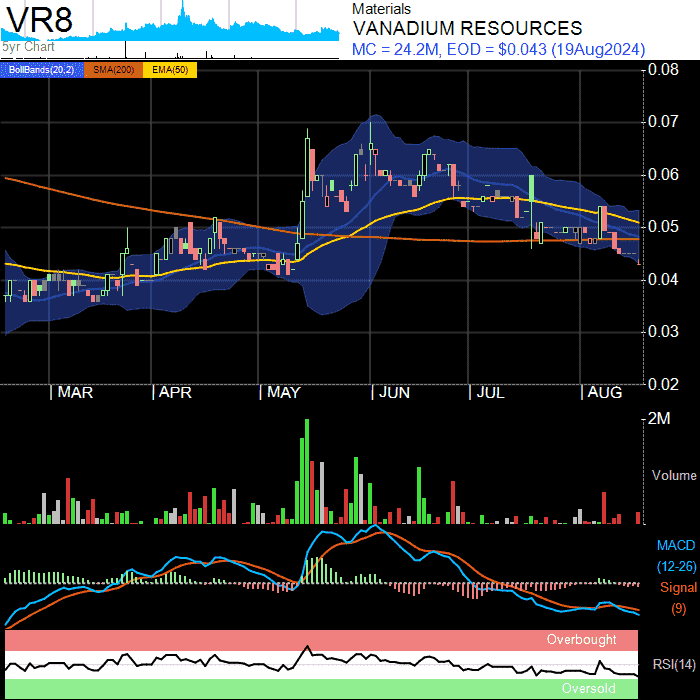 VR8
5yr Chart
Materials
VANADIUM RESOURCES
MC = 24.2M, EOD = $0.043 (19Aug2024)
BollBands(20,2) SMA(200) EMA(50)
0.08
0.07
0.06
0.05
0.04
0.03
0.02
MAR APR MAY JUN JUL AUG
2M
Volume
MACD
(12-26)
Signal
(9)
Overbought
RSI(14)
Oversold